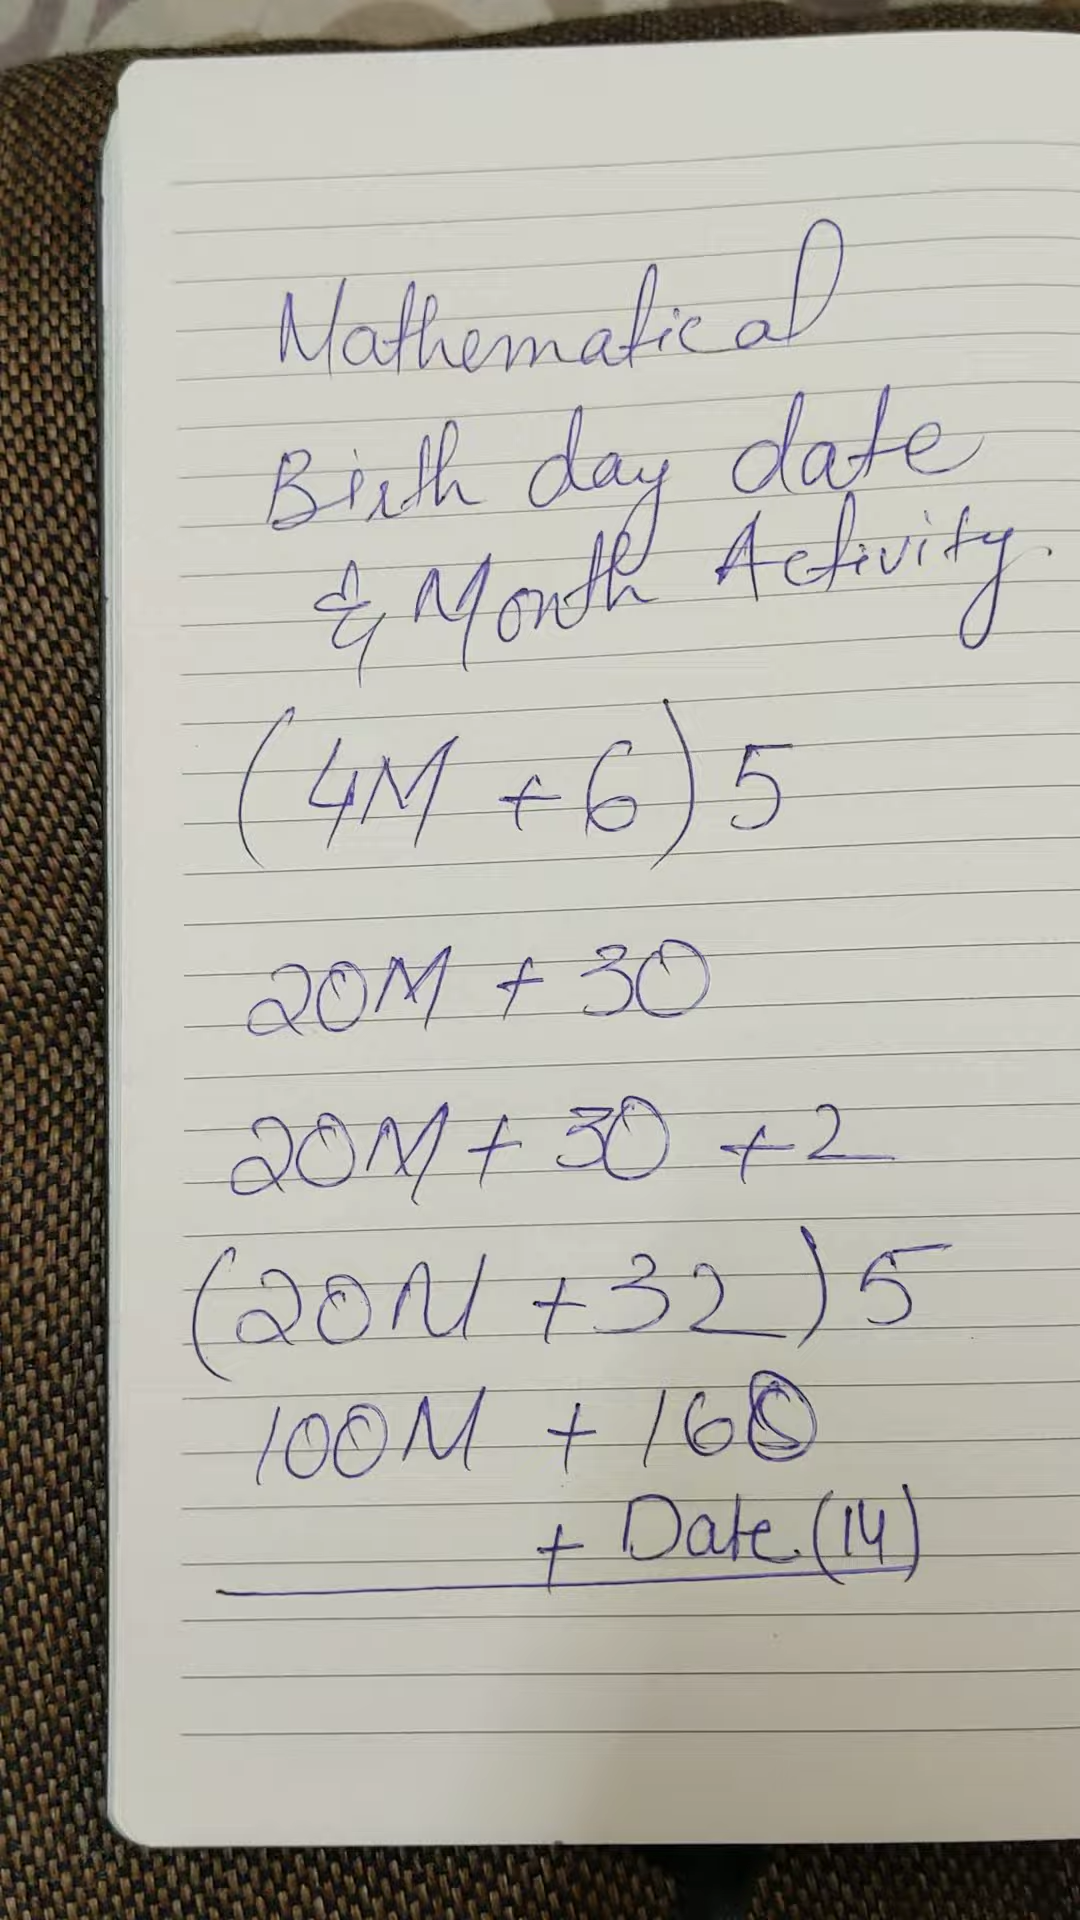 Mathematical
Birth day date
& Month Activity.
(4M + 6) 5
20M + 30
20M + 30 + 2
(20M + 32) 5
100M + 160
+ Date (14)